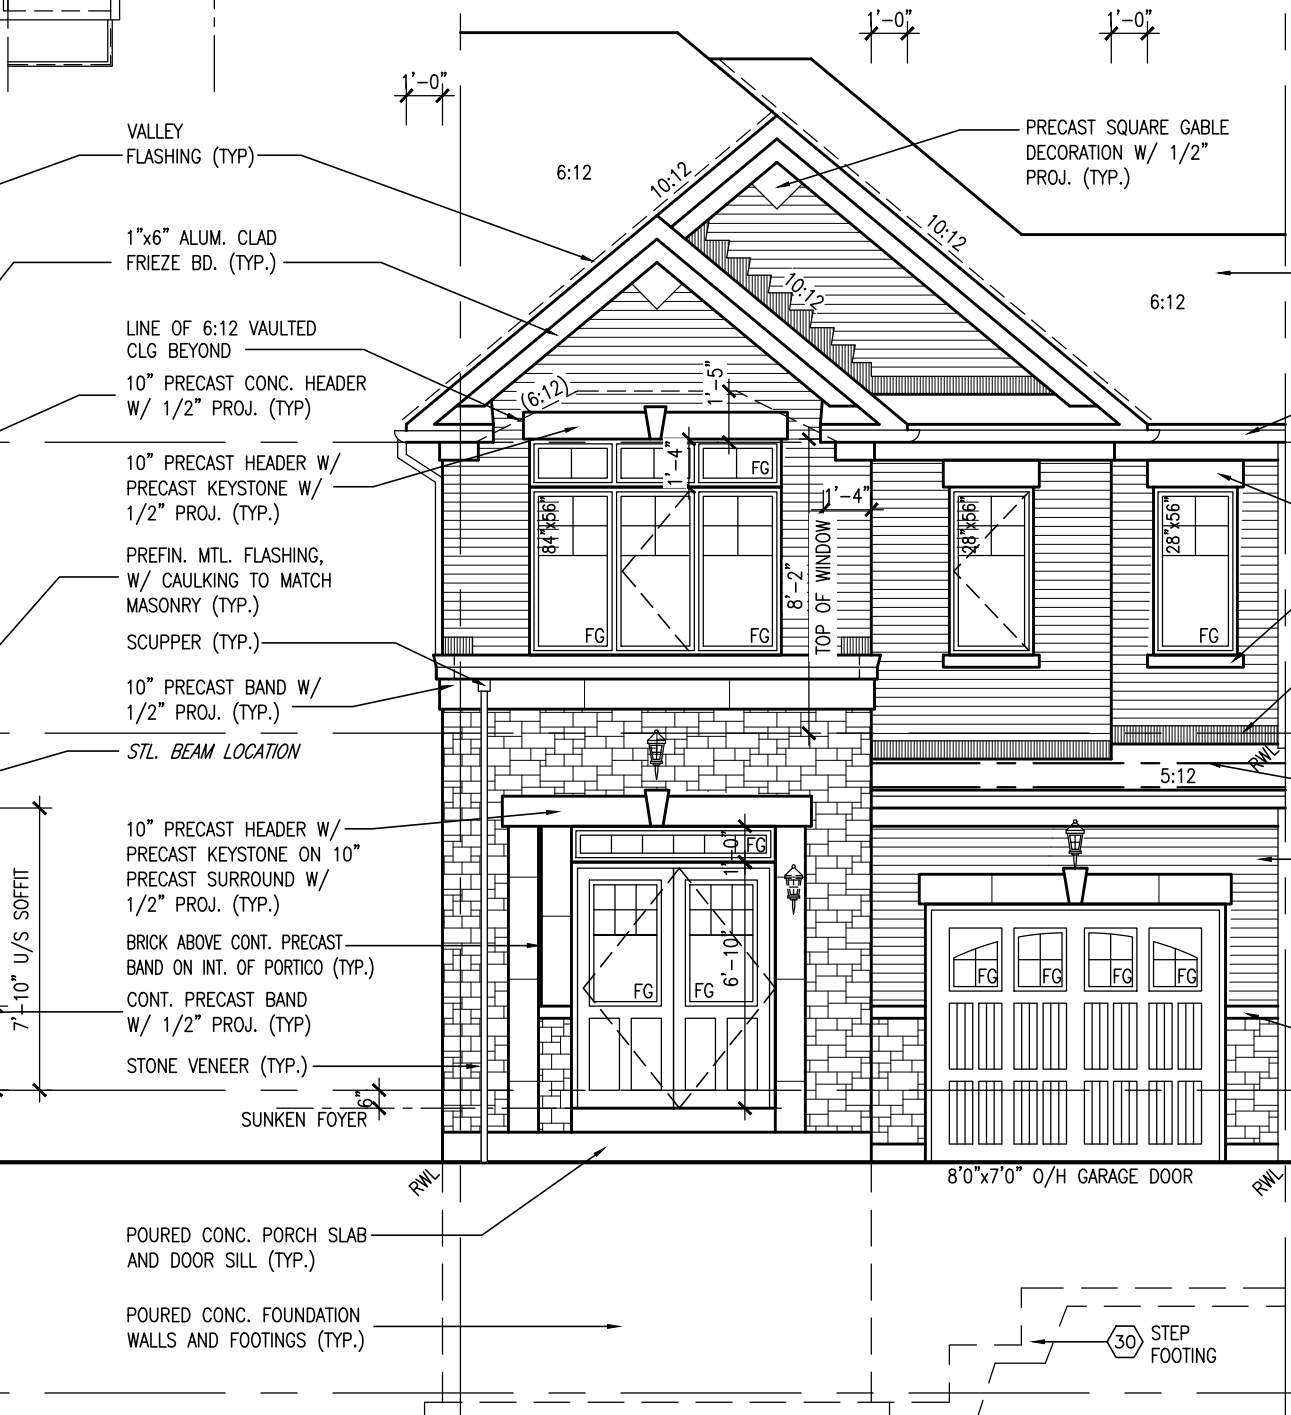 1'-0"
1'-0"
1'-0"
VALLEY
FLASHING (TYP)
PRECAST SQUARE GABLE
DECORATION W/ 1/2"
PROJ. (TYP.)
6:12
10:12
10:12
10:12
6:12
1"x6" ALUM. CLAD
FRIEZE BD. (TYP.)
LINE OF 6:12 VAULTED
CLG BEYOND
(6:12)
1'-5"
10" PRECAST CONC. HEADER
W/ 1/2" PROJ. (TYP)
10" PRECAST HEADER W/
PRECAST KEYSTONE W/
1/2" PROJ. (TYP.)
1'-4"
FG
1'-4"
84"x56"
28"x56"
28"x56"
8'-2"
TOP OF WINDOW
PREFIN. MTL. FLASHING,
W/ CAULKING TO MATCH
MASONRY (TYP.)
FG
FG
FG
SCUPPER (TYP.)
10" PRECAST BAND W/
1/2" PROJ. (TYP.)
STL. BEAM LOCATION
RWL
5:12
10" PRECAST HEADER W/
PRECAST KEYSTONE ON 10"
PRECAST SURROUND W/
1/2" PROJ. (TYP.)
FG
1'-0"
7'-10" U/S SOFFIT
BRICK ABOVE CONT. PRECAST
BAND ON INT. OF PORTICO (TYP.)
6'-10"
FG
FG
FG
FG
FG
FG
CONT. PRECAST BAND
W/ 1/2" PROJ. (TYP)
STONE VENEER (TYP.)
6"
SUNKEN FOYER
RWL
8'0"x7'0" O/H GARAGE DOOR
RWL
POURED CONC. PORCH SLAB
AND DOOR SILL (TYP.)
POURED CONC. FOUNDATION
WALLS AND FOOTINGS (TYP.)
30
STEP
FOOTING